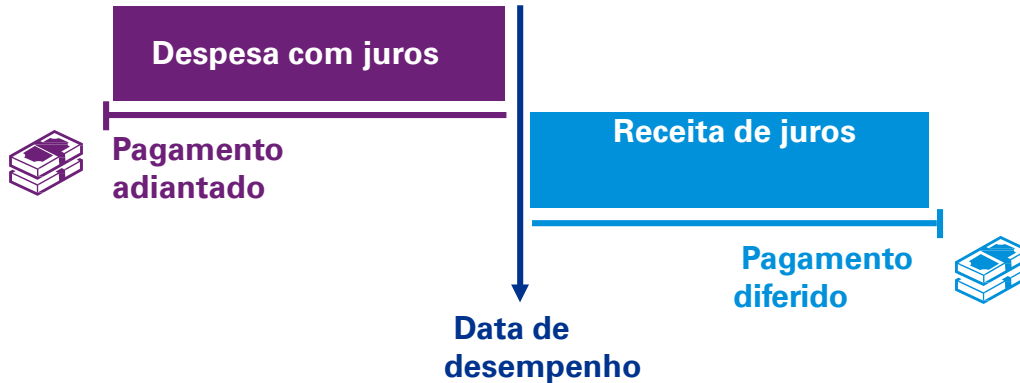 Despesa com juros
Pagamento
adiantado
Receita de juros
Pagamento
diferido
Data de
desempenho